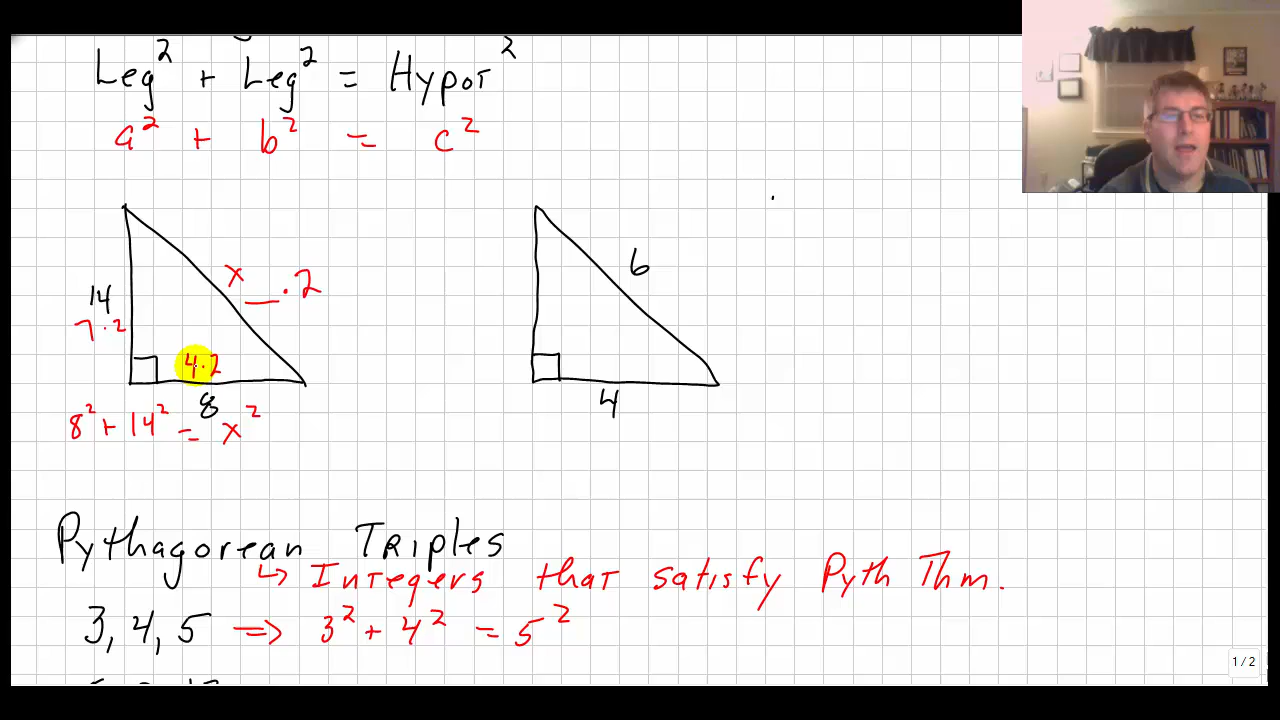 Leg² + Leg² = Hypot²
a² + b² = c²
x __ · 2
14
7·2
4·2
8
8² + 14² = x²
6
4
Pythagorean Triples
↳ Integers that satisfy Pyth Thm.
3, 4, 5 ⇒ 3² + 4² = 5²
1 / 2